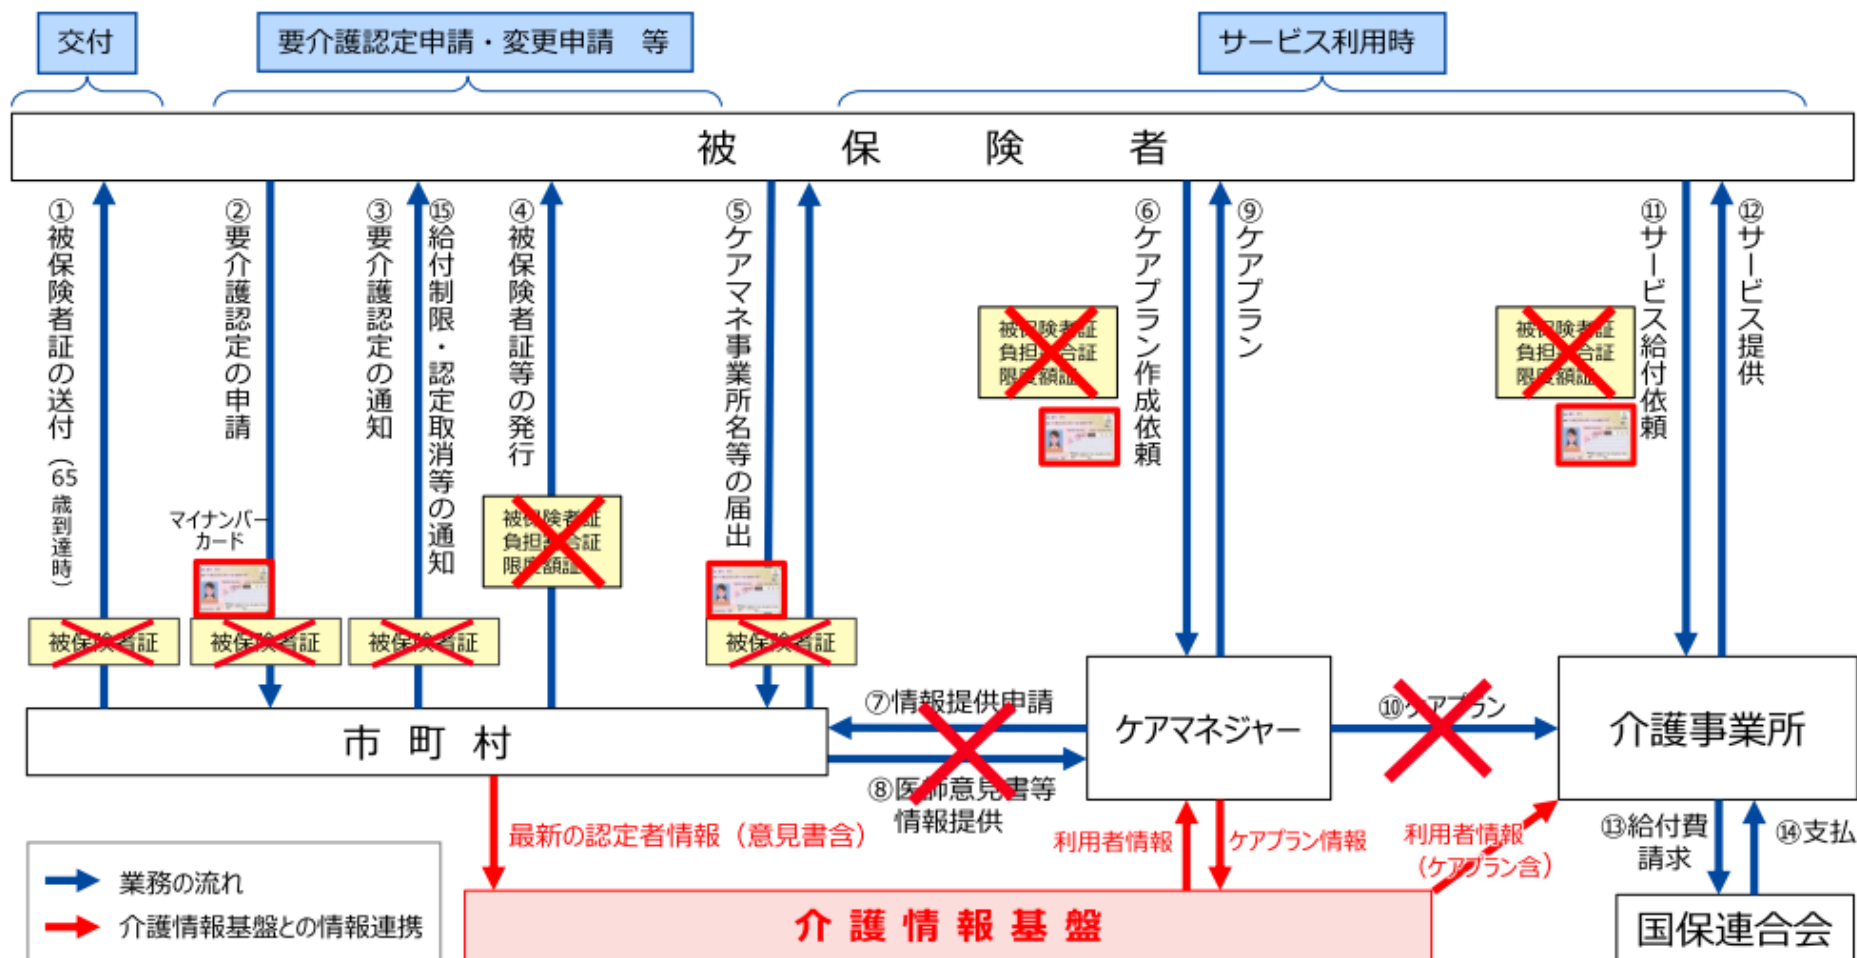 交付
要介護認定申請・変更申請　等
サービス利用時
被保険者
①被保険者証の送付（65歳到達時）
②要介護認定の申請
③要介護認定の通知
⑮給付制限・認定取消等の通知
④被保険者証等の発行
⑤ケアマネ事業所名等の届出
⑥ケアプラン作成依頼
⑨ケアプラン
⑪サービス給付依頼
⑫サービス提供
被保険者証
負担割合証
限度額証
被保険者証
負担割合証
限度額証
マイナンバー
カード
被保険者証
負担割合証
限度額証
被保険者証
被保険者証
被保険者証
被保険者証
市町村
⑦情報提供申請
⑧医師意見書等
情報提供
ケアマネジャー
⑩ケアプラン
介護事業所
最新の認定者情報（意見書含）
利用者情報
ケアプラン情報
利用者情報
（ケアプラン含）
⑬給付費
請求
⑭支払
業務の流れ
介護情報基盤との情報連携
介護情報基盤
国保連合会